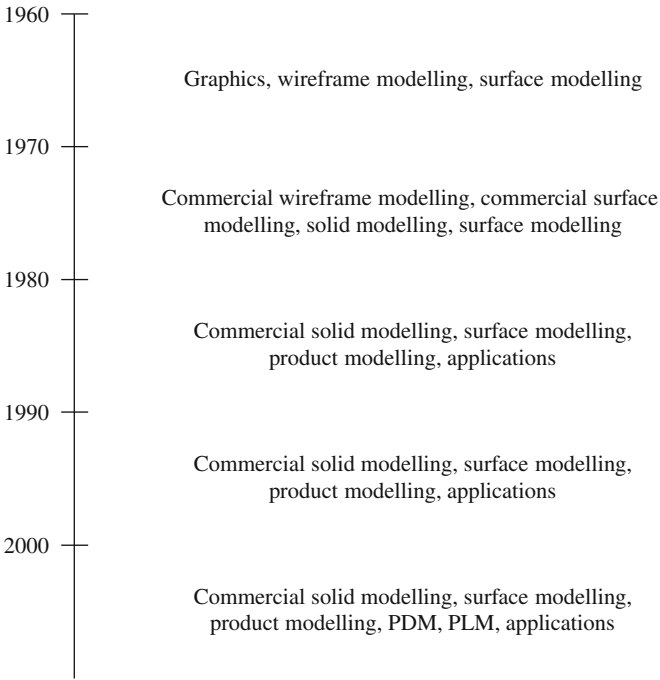 1960
Graphics, wireframe modelling, surface modelling
1970
Commercial wireframe modelling, commercial surface
modelling, solid modelling, surface modelling
1980
Commercial solid modelling, surface modelling,
product modelling, applications
1990
Commercial solid modelling, surface modelling,
product modelling, applications
2000
Commercial solid modelling, surface modelling,
product modelling, PDM, PLM, applications